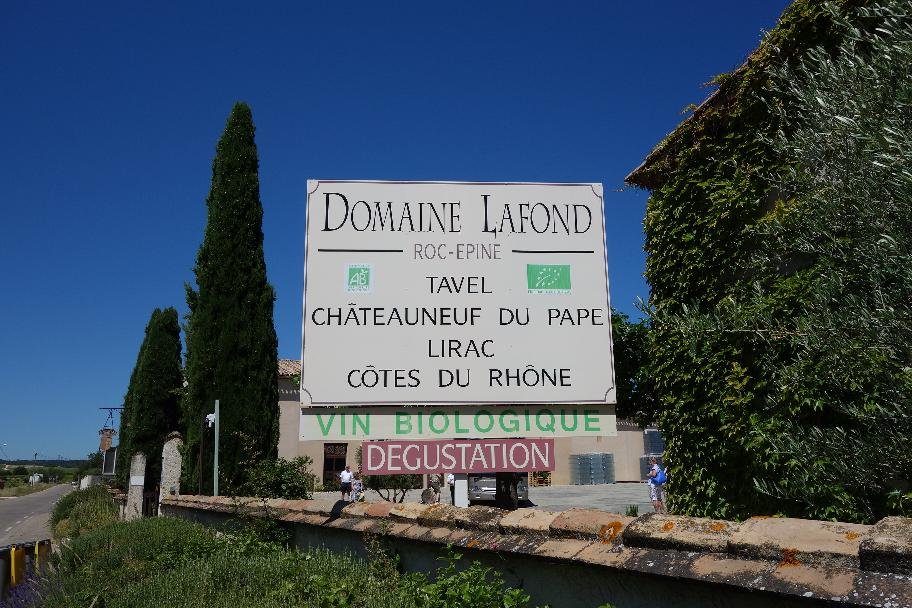 DOMAINE LAFOND
ROC-EPINE
AB
TAVEL
CHÂTEAUNEUF DU PAPE
LIRAC
CÔTES DU RHÔNE
VIN BIOLOGIQUE
DEGUSTATION